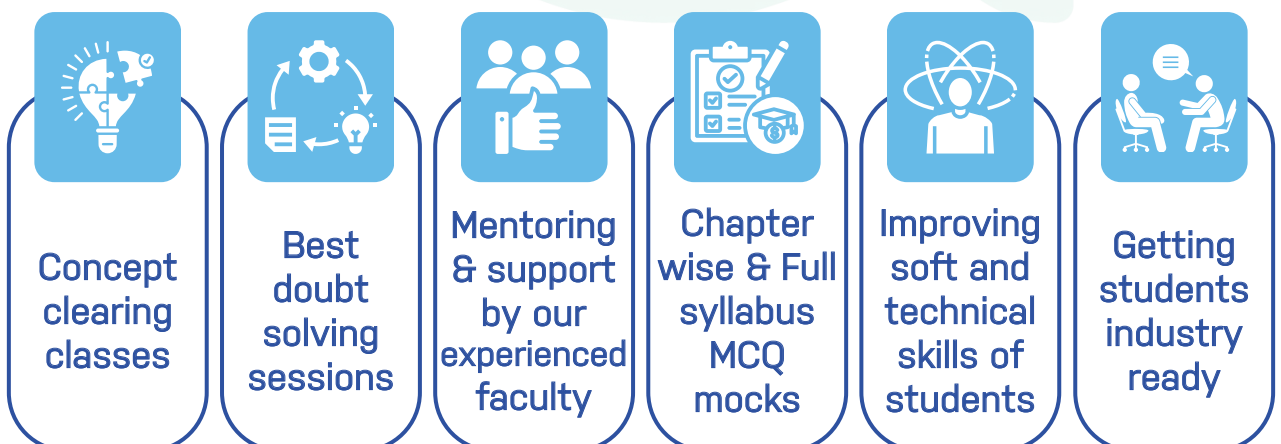 Concept
clearing
classes
Best
doubt
solving
sessions
Mentoring
& support
by our
experienced
faculty
Chapter
wise & Full
syllabus
MCQ
mocks
Improving
soft and
technical
skills of
students
Getting
students
industry
ready